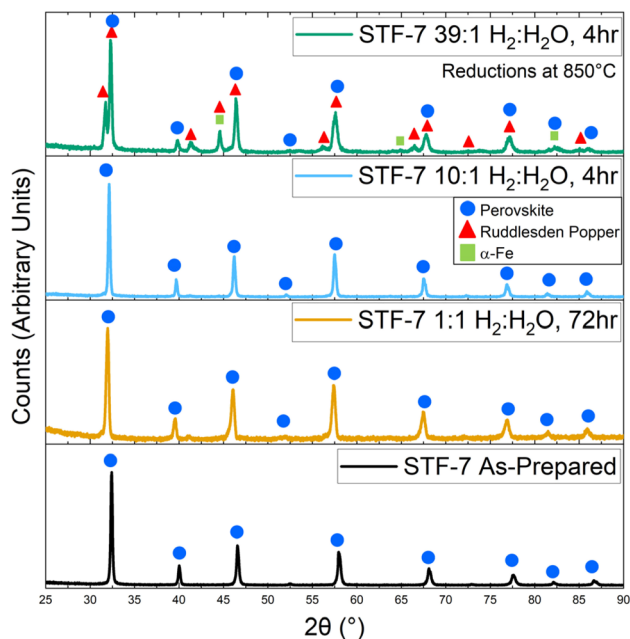 STF-7 39:1 H₂:H₂O, 4hr
Reductions at 850°C
STF-7 10:1 H₂:H₂O, 4hr
Perovskite
Ruddlesden Popper
α-Fe
STF-7 1:1 H₂:H₂O, 72hr
STF-7 As-Prepared
Counts (Arbitrary Units)
25 30 35 40 45 50 55 60 65 70 75 80 85 90
2θ (°)